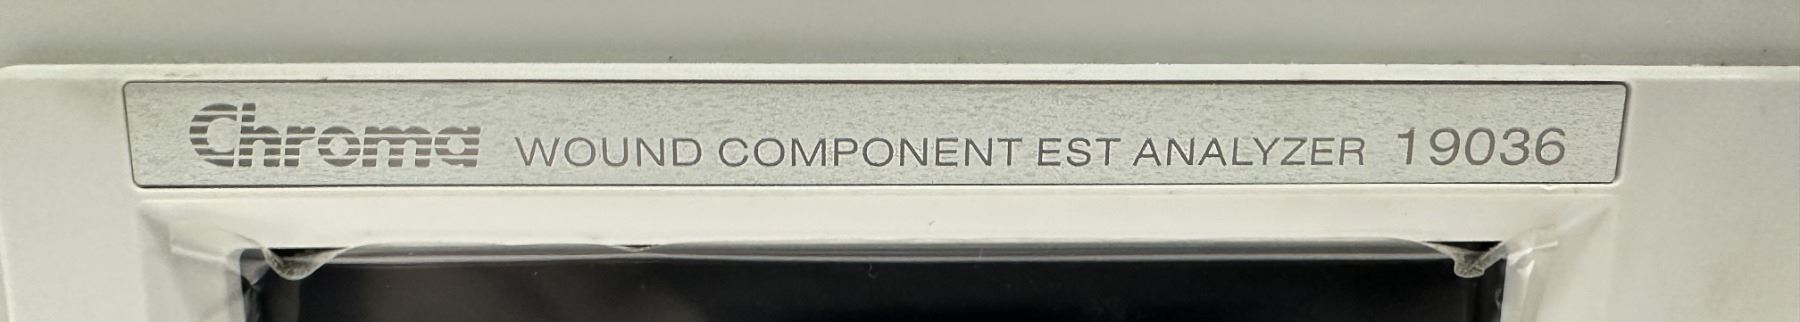 Chroma WOUND COMPONENT EST ANALYZER 19036